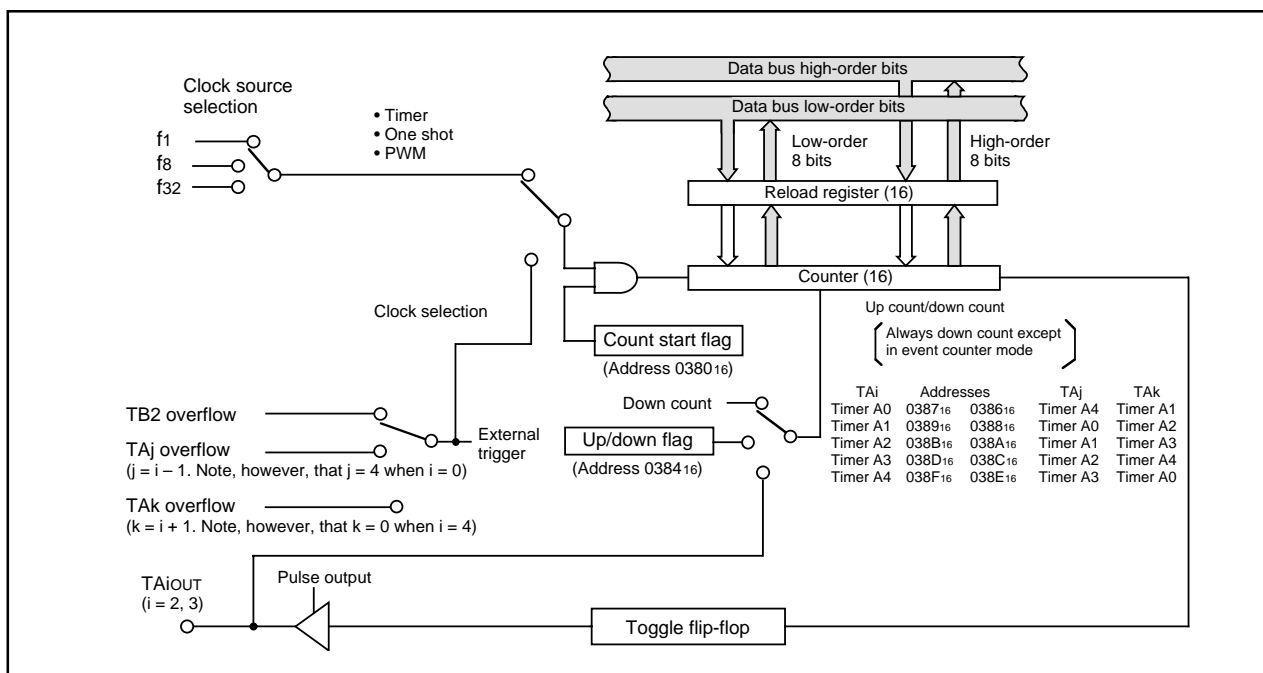 Clock source
selection
f1
f8
f32
• Timer
• One shot
• PWM
Data bus high-order bits
Data bus low-order bits
Low-order
8 bits
High-order
8 bits
Reload register (16)
Counter (16)
Clock selection
Count start flag
(Address 038016)
Up count/down count
Always down count except
in event counter mode
TB2 overflow
TAj overflow
(j = i – 1. Note, however, that j = 4 when i = 0)
External
trigger
TAk overflow
(k = i + 1. Note, however, that k = 0 when i = 4)
Down count
Up/down flag
(Address 038416)
TAi Addresses TAj TAk
Timer A0 038716 038616 Timer A4 Timer A1
Timer A1 038916 038816 Timer A0 Timer A2
Timer A2 038B16 038A16 Timer A1 Timer A3
Timer A3 038D16 038C16 Timer A2 Timer A4
Timer A4 038F16 038E16 Timer A3 Timer A0
TAiOUT
(i = 2, 3)
Pulse output
Toggle flip-flop